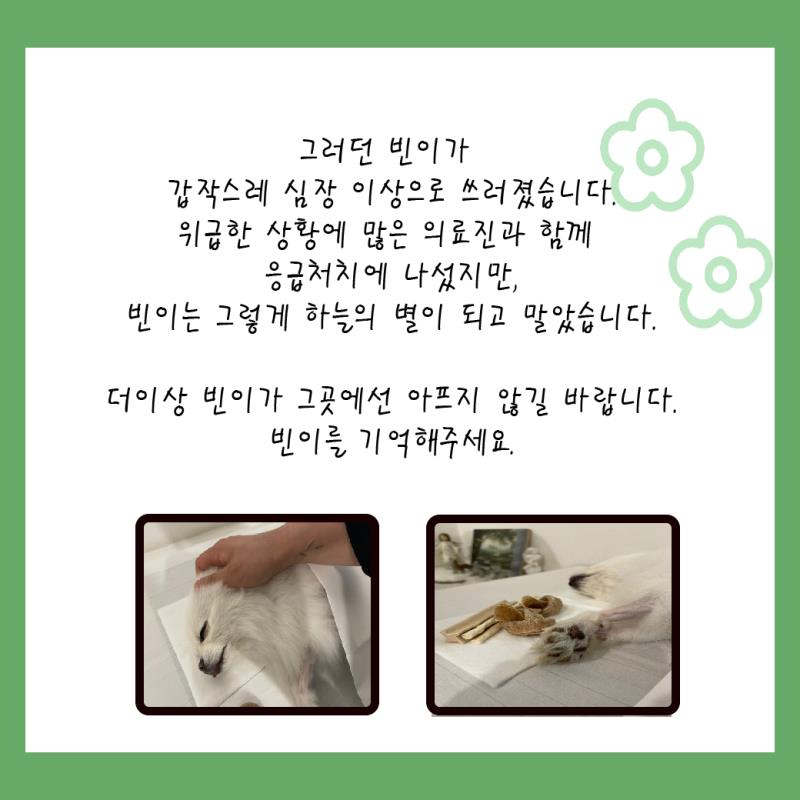 그러던 빈이가
갑작스레 심장 이상으로 쓰러졌습니다.
위급한 상황에 많은 의료진과 함께
응급처치에 나섰지만,
빈이는 그렇게 하늘의 별이 되고 말았습니다.
더이상 빈이가 그곳에선 아프지 않길 바랍니다.
빈이를 기억해주세요.